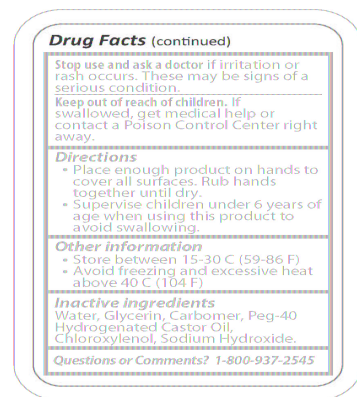 Drug Facts (continued)
Stop use and ask a doctor if irritation or
rash occurs. These may be signs of a
serious condition.
Keep out of reach of children. If
swallowed, get medical help or
contact a Poison Control Center right
away.
Directions
• Place enough product on hands to
cover all surfaces. Rub hands
together until dry.
• Supervise children under 6 years of
age when using this product to
avoid swallowing.
Other information
• Store between 15-30 C (59-86 F)
• Avoid freezing and excessive heat
above 40 C (104 F)
Inactive ingredients
Water, Glycerin, Carbomer, Peg-40
Hydrogenated Castor Oil,
Chloroxylenol, Sodium Hydroxide.
Questions or Comments? 1-800-937-2545